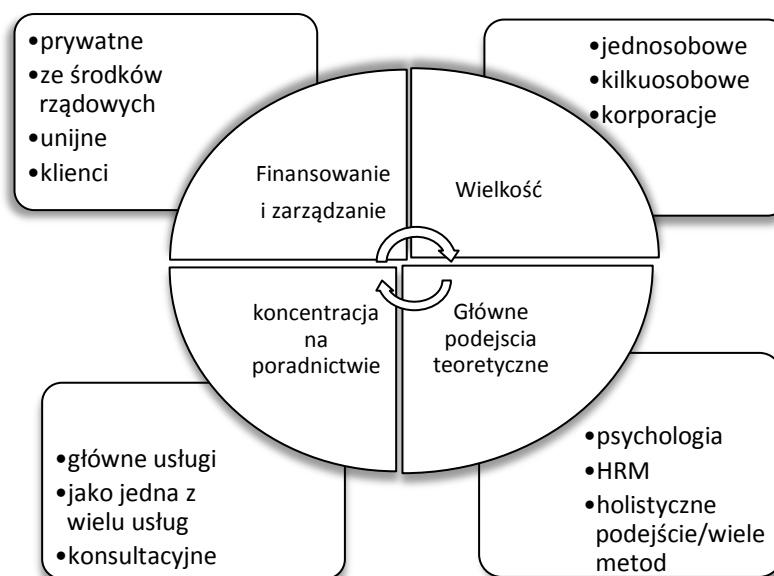 •prywatne
•ze środków
rządowych
•unijne
•klienci
•jednosobowe
•kilkuosobowe
•korporacje
Finansowanie
i zarządzanie
Wielkość
koncentracja
na
poradnictwie
Główne
podejscia
teoretyczne
•główne usługi
•jako jedna z
wielu usług
•konsultacyjne
•psychologia
•HRM
•holistyczne
podejście/wiele
metod